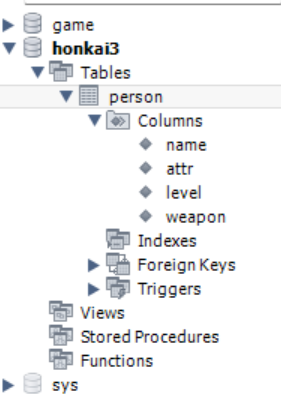 game
honkai3
Tables
person
Columns
name
attr
level
weapon
Indexes
Foreign Keys
Triggers
Views
Stored Procedures
Functions
sys